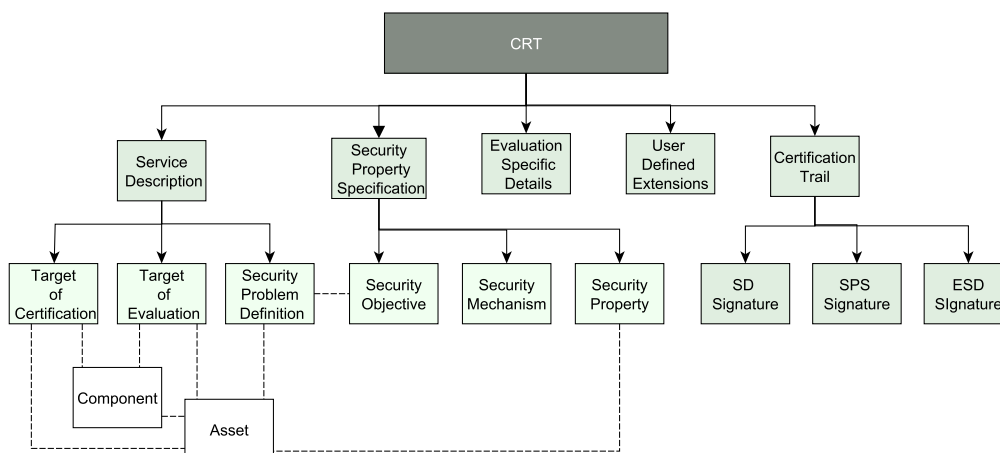 CRT
Service
Description
Security
Property
Specification
Evaluation
Specific
Details
User
Defined
Extensions
Certification
Trail
Target
of
Certification
Target
of
Evaluation
Security
Problem
Definition
Security
Objective
Security
Mechanism
Security
Property
SD
Signature
SPS
Signature
ESD
SIgnature
Component
Asset